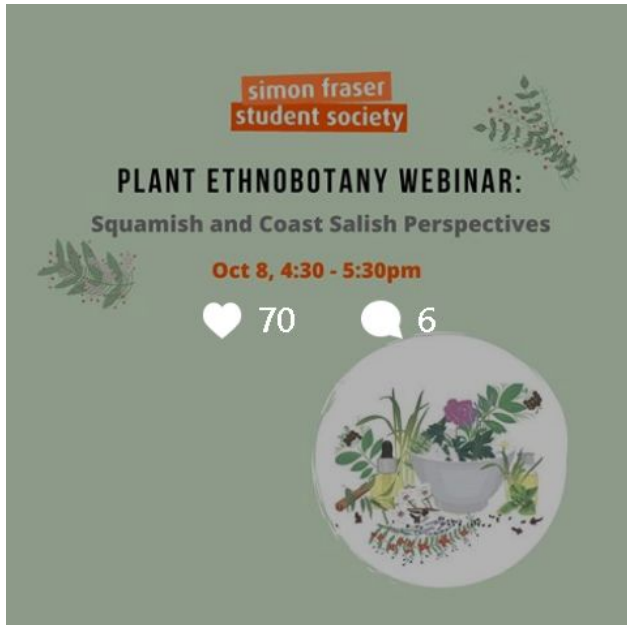 simon fraser
student society
PLANT ETHNOBOTANY WEBINAR:
Squamish and Coast Salish Perspectives
Oct 8, 4:30 - 5:30pm
70 6